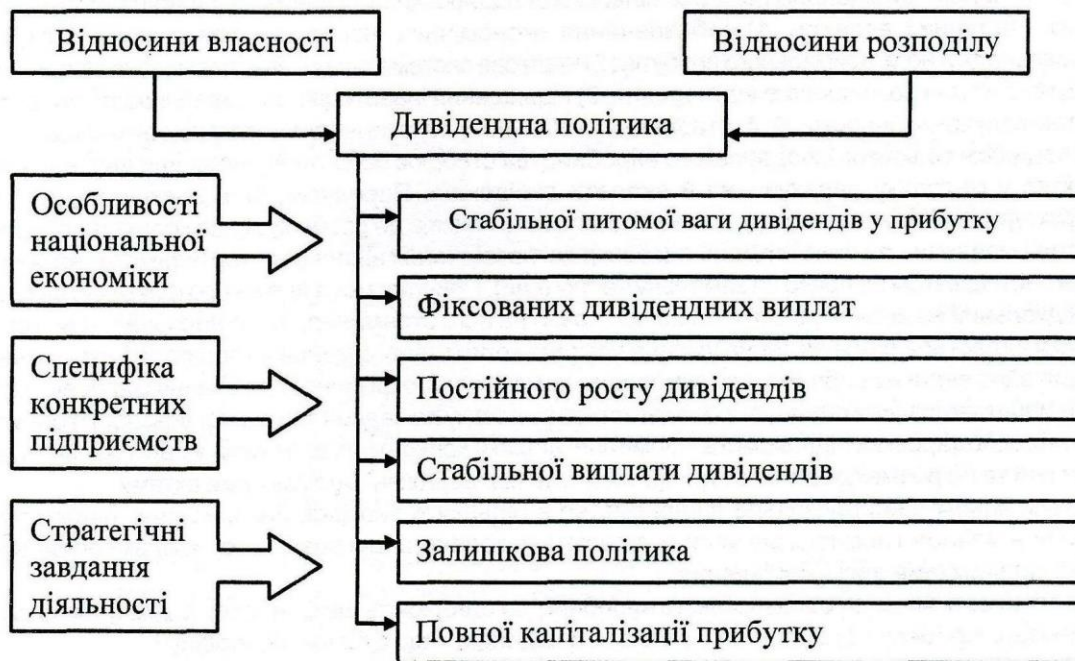 Відносини власності
Відносини розподілу
Дивідендна політика
Особливості
національної
економіки
Стабільної питомої ваги дивідендів у прибутку
Фіксованих дивідендних виплат
Специфіка
конкретних
підприємств
Постійного росту дивідендів
Стабільної виплати дивідендів
Стратегічні
завдання
діяльності
Залишкова політика
Повної капіталізації прибутку